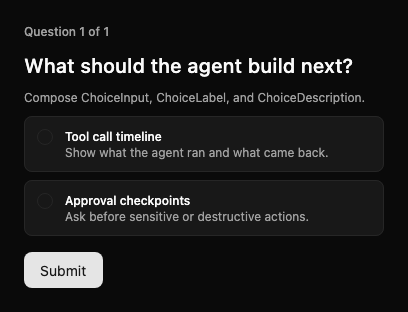 Question 1 of 1
What should the agent build next?
Compose ChoiceInput, ChoiceLabel, and ChoiceDescription.
Tool call timeline
Show what the agent ran and what came back.
Approval checkpoints
Ask before sensitive or destructive actions.
Submit